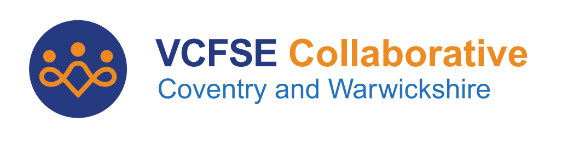 VCFSE Collaborative
Coventry and Warwickshire